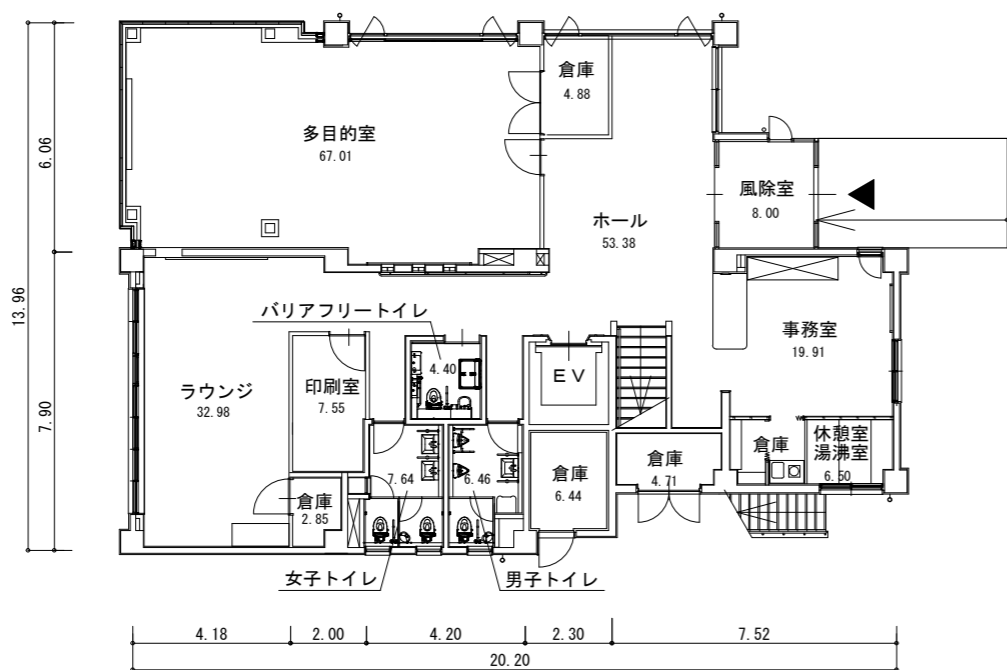 倉庫
4.88
多目的室
67.01
6.06
風除室
8.00
ホール
53.38
13.96
バリアフリートイレ
事務室
19.91
4.40
EV
ラウンジ
32.98
印刷室
7.55
7.90
倉庫
休憩室
湯沸室
6.50
倉庫
6.44
倉庫
4.71
7.64
6.46
倉庫
2.85
女子トイレ
男子トイレ
4.18
2.00
4.20
2.30
7.52
20.20